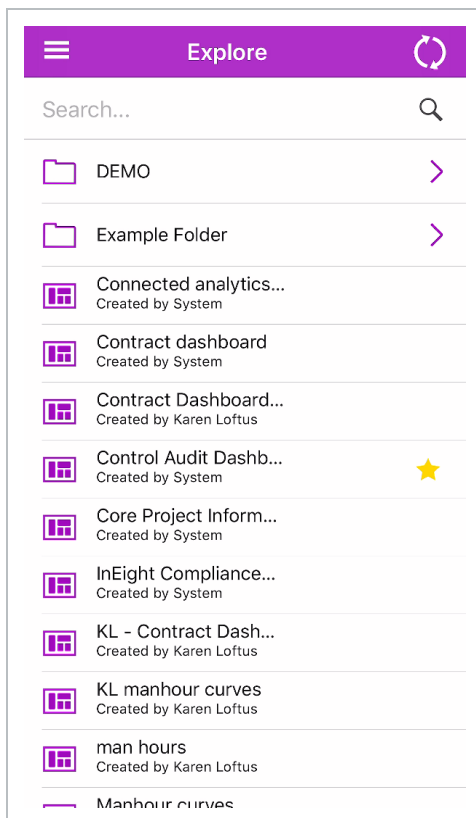 Explore
Search...
DEMO
Example Folder
Connected analytics...
Created by System
Contract dashboard
Created by System
Contract Dashboard...
Created by Karen Loftus
Control Audit Dashb...
Created by System
Core Project Inform...
Created by System
InEight Compliance...
Created by System
KL - Contract Dash...
Created by Karen Loftus
KL manhour curves
Created by Karen Loftus
man hours
Created by Karen Loftus
Manhour curves